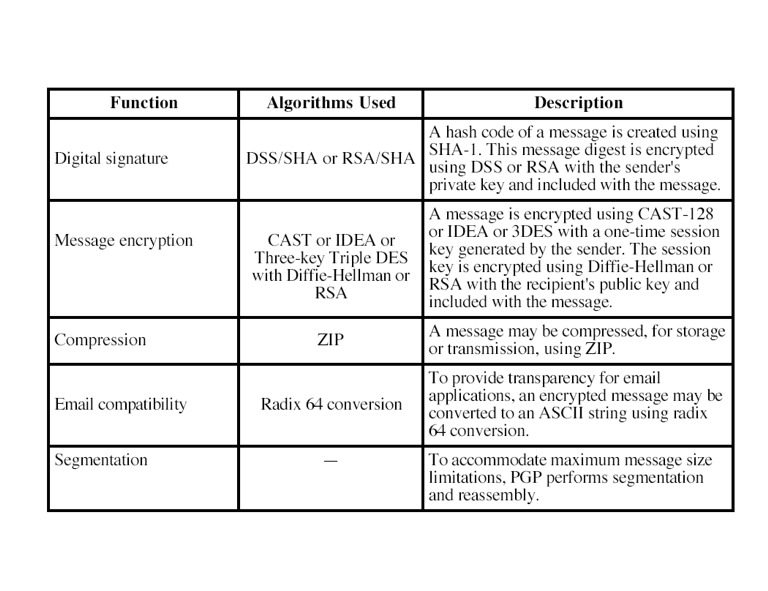 Function Algorithms Used Description
Digital signature
DSS/SHA or RSA/SHA
A hash code of a message is created using
SHA-1. This message digest is encrypted
using DSS or RSA with the sender's
private key and included with the message.
Message encryption
CAST or IDEA or
Three-key Triple DES
with Diffie-Hellman or
RSA
A message is encrypted using CAST-128
or IDEA or 3DES with a one-time session
key generated by the sender. The session
key is encrypted using Diffie-Hellman or
RSA with the recipient's public key and
included with the message.
Compression
ZIP
A message may be compressed, for storage
or transmission, using ZIP.
Email compatibility
Radix 64 conversion
To provide transparency for email
applications, an encrypted message may be
converted to an ASCII string using radix
64 conversion.
Segmentation
—
To accommodate maximum message size
limitations, PGP performs segmentation
and reassembly.